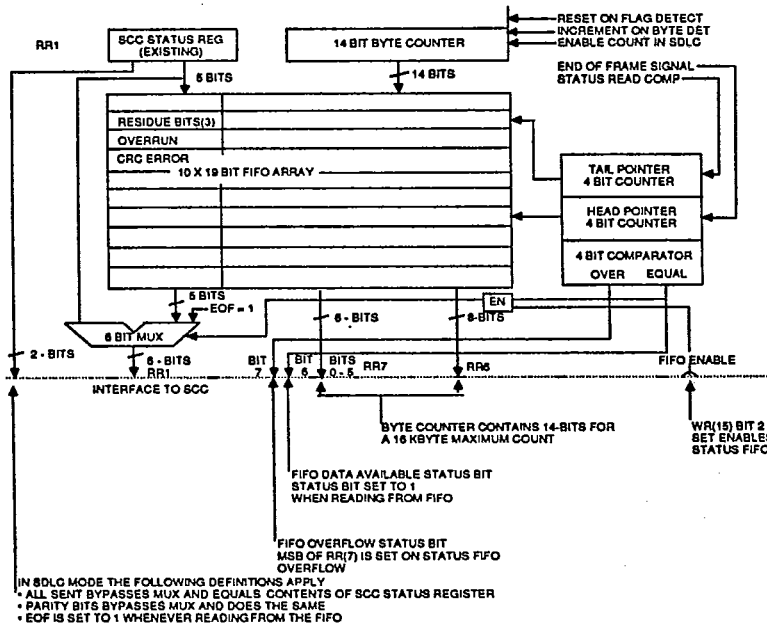 RR1
SCC STATUS REG
(EXISTING)
14 BIT BYTE COUNTER
RESET ON FLAG DETECT
INCREMENT ON BYTE DET
ENABLE COUNT IN SDLC
5 BITS
14 BITS
END OF FRAME SIGNAL
STATUS READ COMP
RESIDUE BITS(3)
OVERRUN
CRC ERROR
10 X 19 BIT FIFO ARRAY
TAIL POINTER
4 BIT COUNTER
HEAD POINTER
4 BIT COUNTER
4 BIT COMPARATOR
OVER EQUAL
5 BITS
EOF = 1
6 - BITS
8-BITS
EN
6 BIT MUX
2 - BITS
6 - BITS
RR1
BIT
7
BIT
6
BITS
0 - 5
RR7
RR6
FIFO ENABLE
INTERFACE TO SCC
BYTE COUNTER CONTAINS 14-BITS FOR
A 16 KBYTE MAXIMUM COUNT
WR(15) BIT 2
SET ENABLES
STATUS FIFO
FIFO DATA AVAILABLE STATUS BIT
STATUS BIT SET TO 1
WHEN READING FROM FIFO
FIFO OVERFLOW STATUS BIT
MSB OF RR(7) IS SET ON STATUS FIFO
OVERFLOW
IN SDLC MODE THE FOLLOWING DEFINITIONS APPLY
• ALL SENT BYPASSES MUX AND EQUALS CONTENTS OF SCC STATUS REGISTER
• PARITY BITS BYPASSES MUX AND DOES THE SAME
• EOF IS SET TO 1 WHENEVER READING FROM THE FIFO